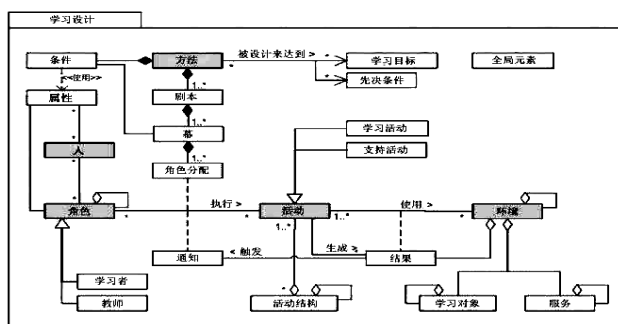 学习设计
条件
方法
被设计来达到 >
学习目标
全局元素
<<使用>>
先决条件
1..*
属性
剧本
1..*
学习活动
人
幕
支持活动
1..*
角色分配
执行 >
使用 >
角色
活动
环境
1..*
1..*
< 触发
生成 >
通知
结果
学习者
教师
活动结构
学习对象
服务